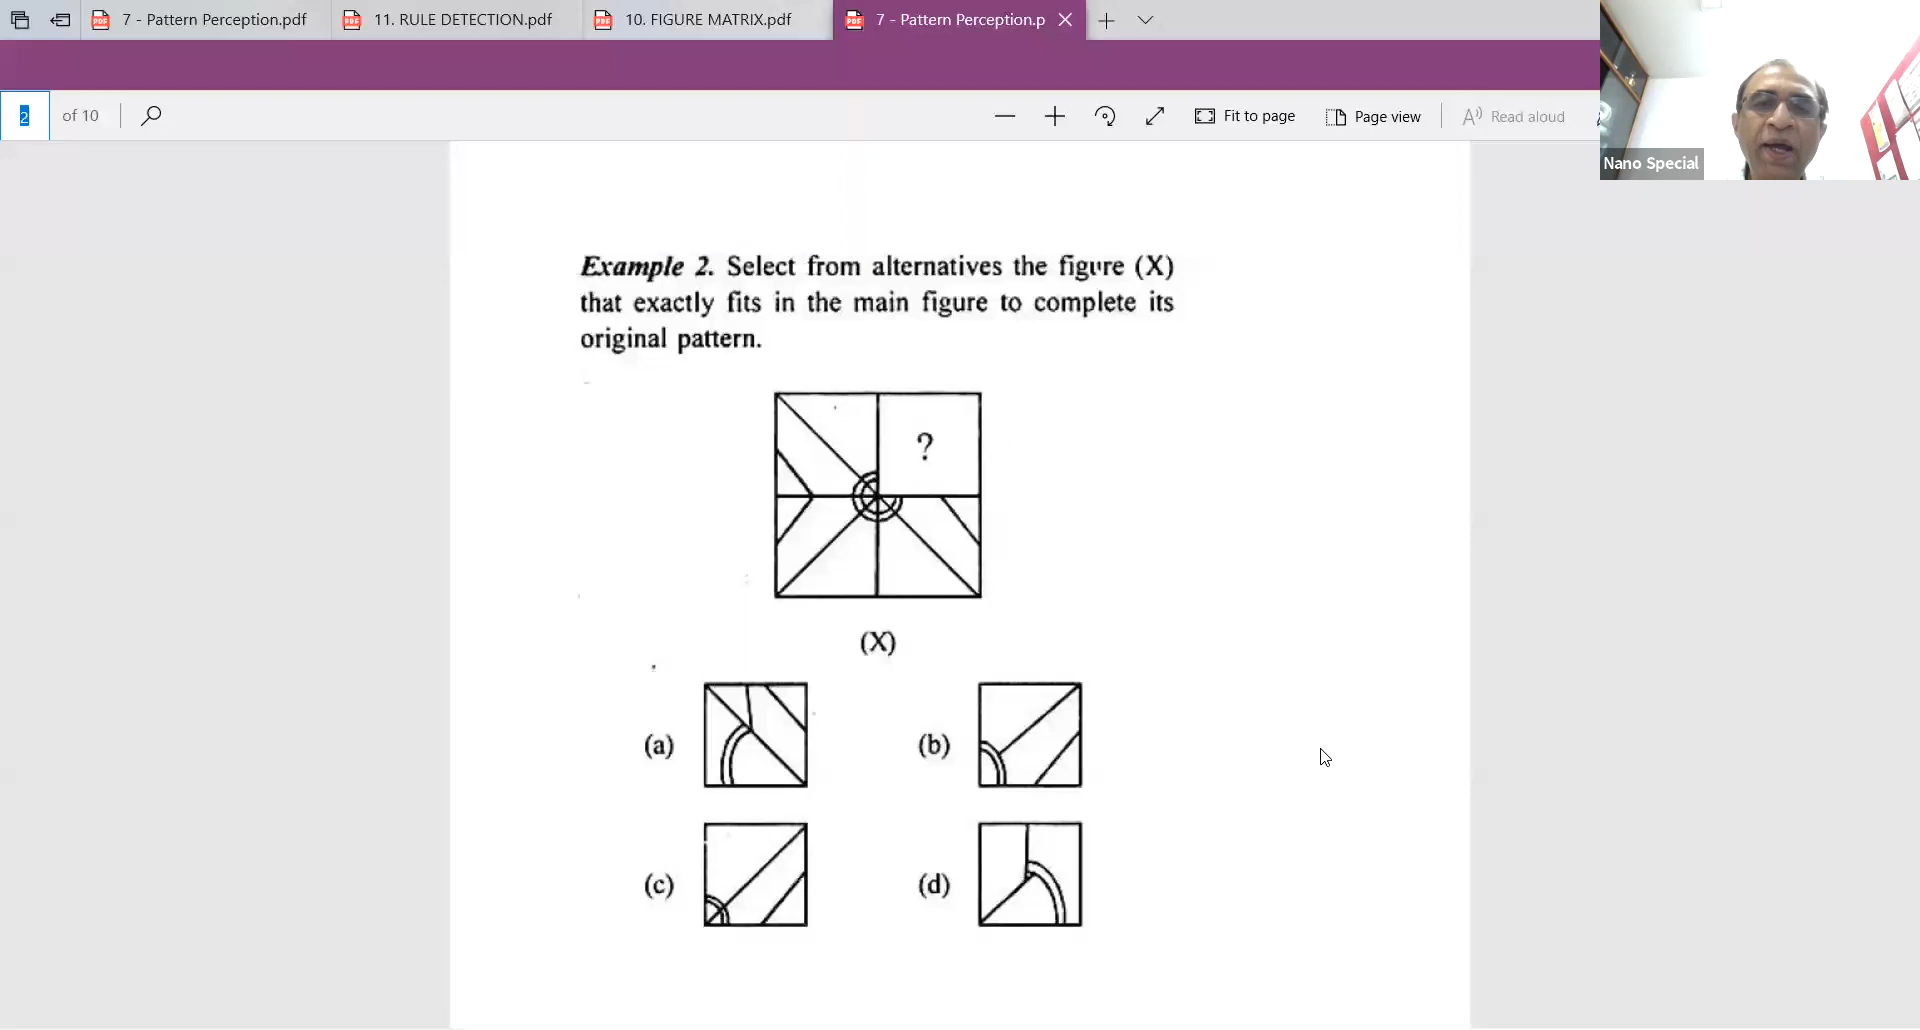 7 - Pattern Perception.pdf
11. RULE DETECTION.pdf
10. FIGURE MATRIX.pdf
7 - Pattern Perception.p
2 of 10
Fit to page
Page view
Read aloud
Nano Special
Example 2. Select from alternatives the figure (X)
that exactly fits in the main figure to complete its
original pattern.
?
(X)
(a)
(b)
(c)
(d)